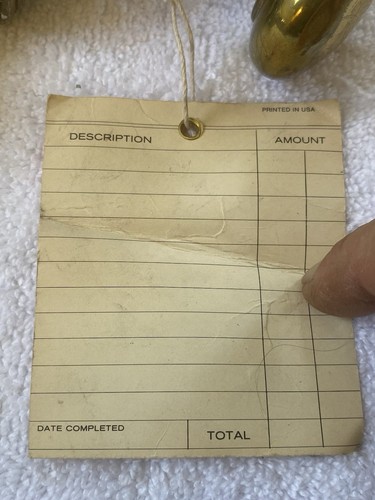 PRINTED IN USA
DESCRIPTION AMOUNT
DATE COMPLETED TOTAL